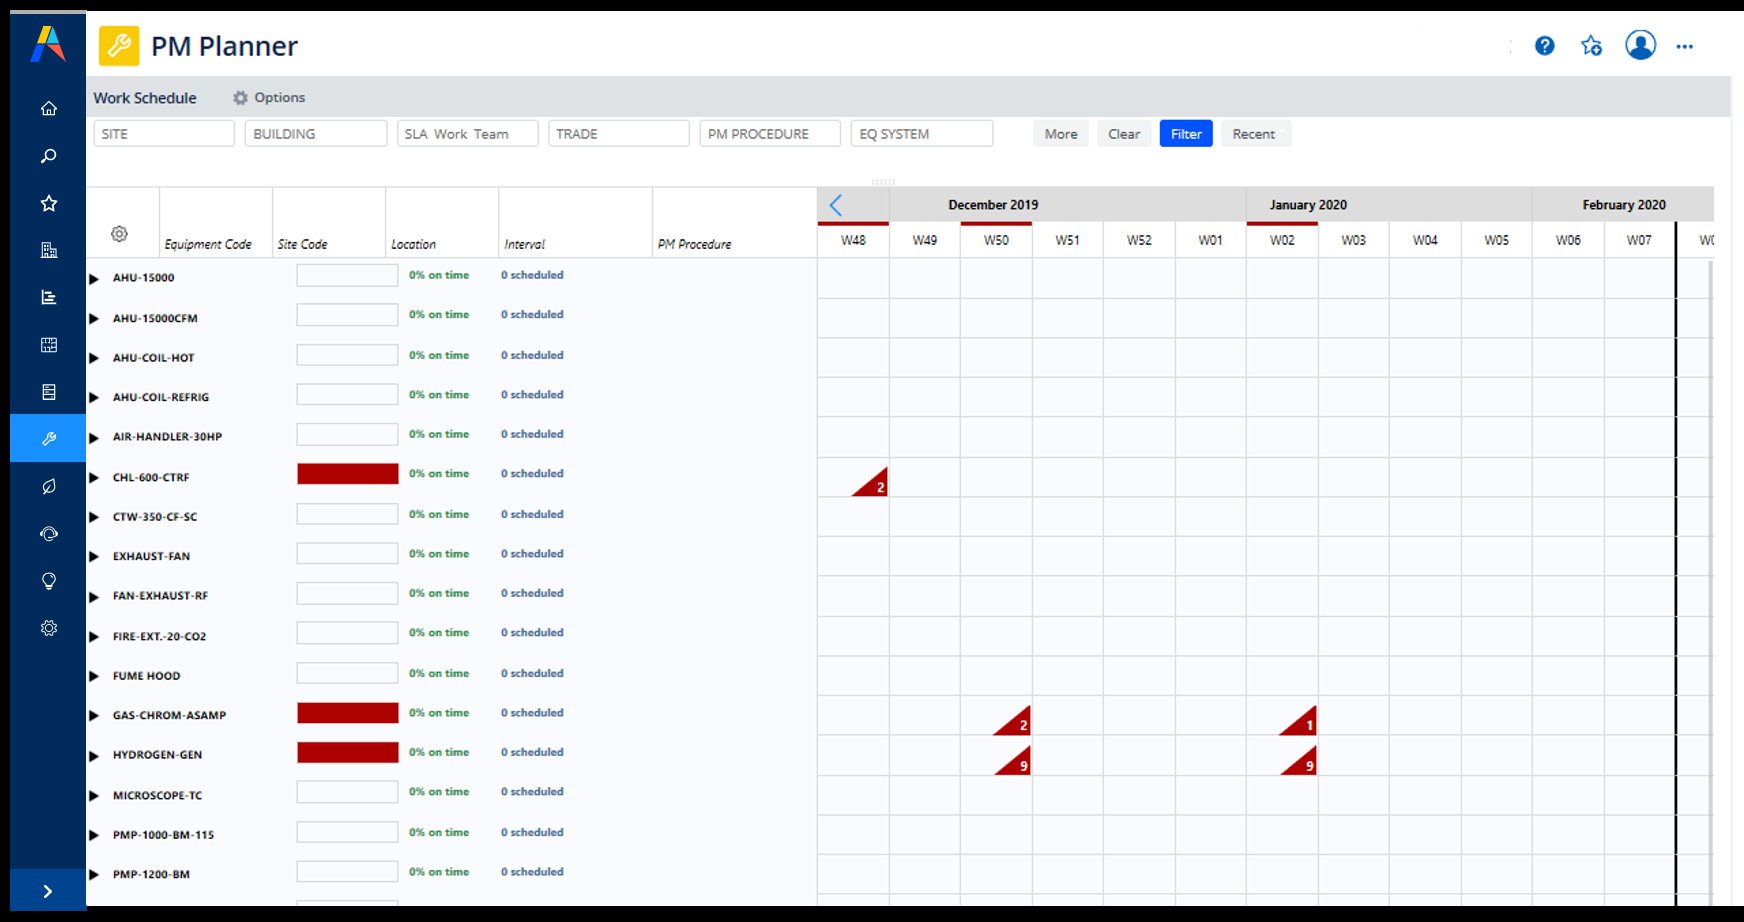 PM Planner
Work Schedule Options
SITE BUILDING SLA Work Team TRADE PM PROCEDURE EQ SYSTEM More Clear Filter Recent
December 2019 January 2020 February 2020
Equipment Code Site Code Location Interval PM Procedure W48 W49 W50 W51 W52 W01 W02 W03 W04 W05 W06 W07
AHU-15000 0% on time 0 scheduled
AHU-15000CFM 0% on time 0 scheduled
AHU-COIL-HOT 0% on time 0 scheduled
AHU-COIL-REFRIG 0% on time 0 scheduled
AIR-HANDLER-30HP 0% on time 0 scheduled
CHL-600-CTRF 0% on time 0 scheduled 2
CTW-350-CF-SC 0% on time 0 scheduled
EXHAUST-FAN 0% on time 0 scheduled
FAN-EXHAUST-RF 0% on time 0 scheduled
FIRE-EXT.-20-CO2 0% on time 0 scheduled
FUME HOOD 0% on time 0 scheduled
GAS-CHROM-ASAMP 0% on time 0 scheduled 2 1
HYDROGEN-GEN 0% on time 0 scheduled 9 9
MICROSCOPE-TC 0% on time 0 scheduled
PMP-1000-BM-115 0% on time 0 scheduled
PMP-1200-BM 0% on time 0 scheduled